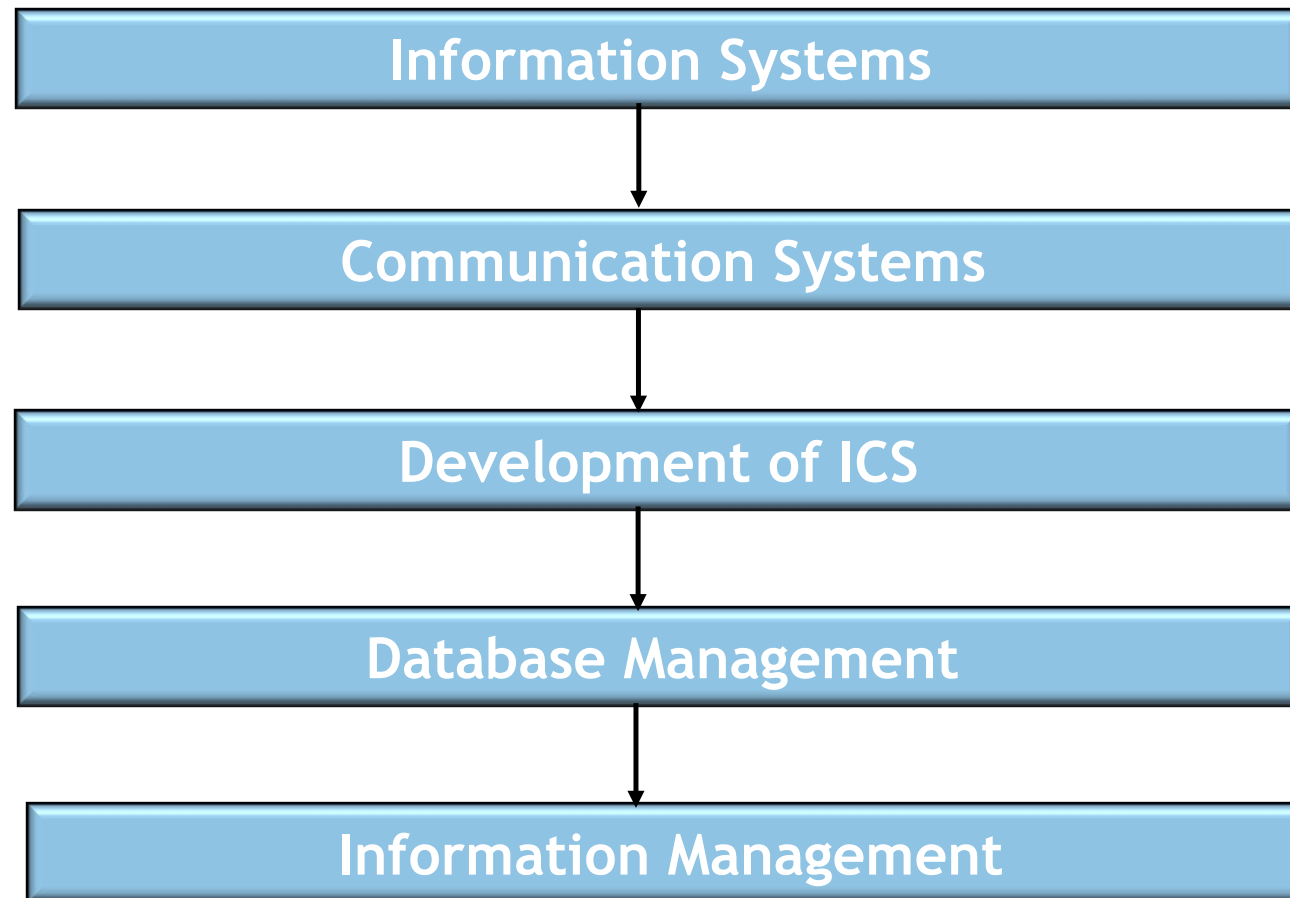 Information Systems
Communication Systems
Development of ICS
Database Management
Information Management